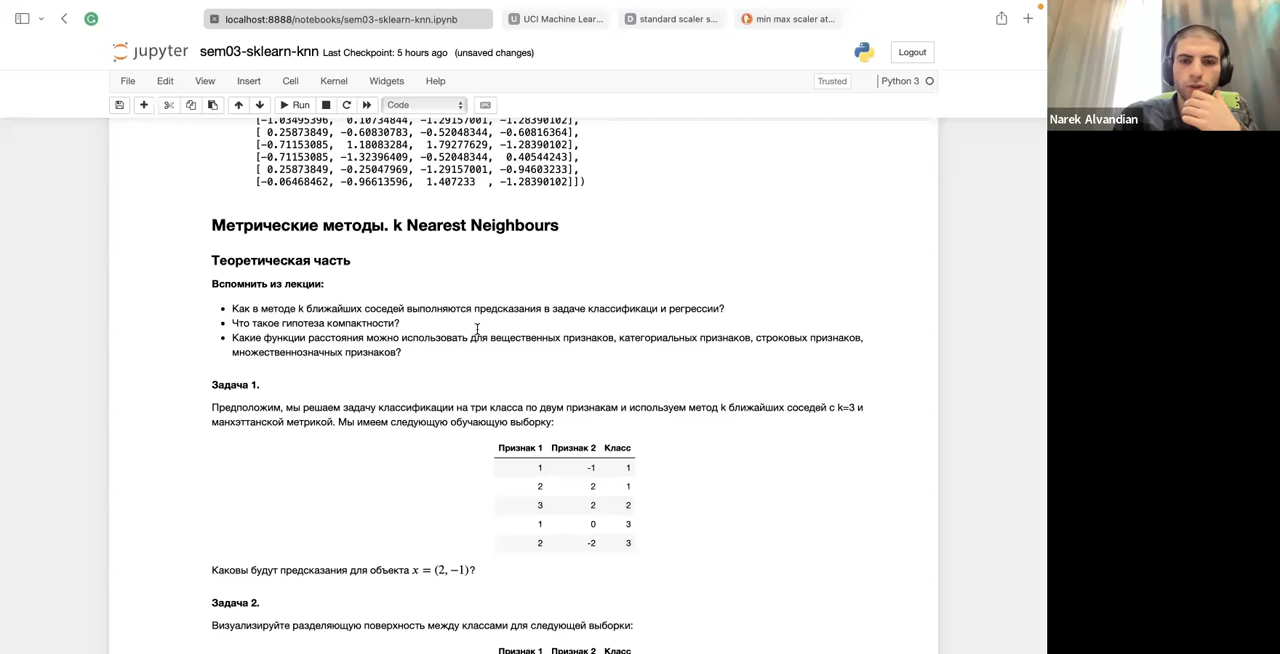 localhost:8888/notebooks/sem03-sklearn-knn.ipynb
UCI Machine Lear...
standard scaler s...
min max scaler at...
jupyter sem03-sklearn-knn Last Checkpoint: 5 hours ago (unsaved changes)
Logout
File Edit View Insert Cell Kernel Widgets Help
Trusted
Python 3
Run
Code
Narek Alvandian
[-1.03495396, 0.10734844, -1.29157001, -1.28390102],
[ 0.25873849, -0.60830783, -0.52048344, -0.60816364],
[-0.71153085, 1.18083284, 1.79277629, -1.28390102],
[-0.71153085, -1.32396409, -0.52048344, 0.40544243],
[ 0.25873849, -0.25047969, -1.29157001, -0.94603233],
[-0.06468462, -0.96613596, 1.407233 , -1.28390102]])
Метрические методы. k Nearest Neighbours
Теоретическая часть
Вспомнить из лекции:
Как в методе k ближайших соседей выполняются предсказания в задаче классификаци и регрессии?
Что такое гипотеза компактности?
Какие функции расстояния можно использовать для вещественных признаков, категориальных признаков, строковых признаков,
множественнозначных признаков?
Задача 1.
Предположим, мы решаем задачу классификации на три класса по двум признакам и используем метод k ближайших соседей с k=3 и
манхэттанской метрикой. Мы имеем следующую обучающую выборку:
Признак 1 Признак 2 Класс
1 -1 1
2 2 1
3 2 2
1 0 3
2 -2 3
Каковы будут предсказания для объекта x = (2, −1)?
Задача 2.
Визуализируйте разделяющую поверхность между классами для следующей выборки:
Признак 1 Признак 2 Класс